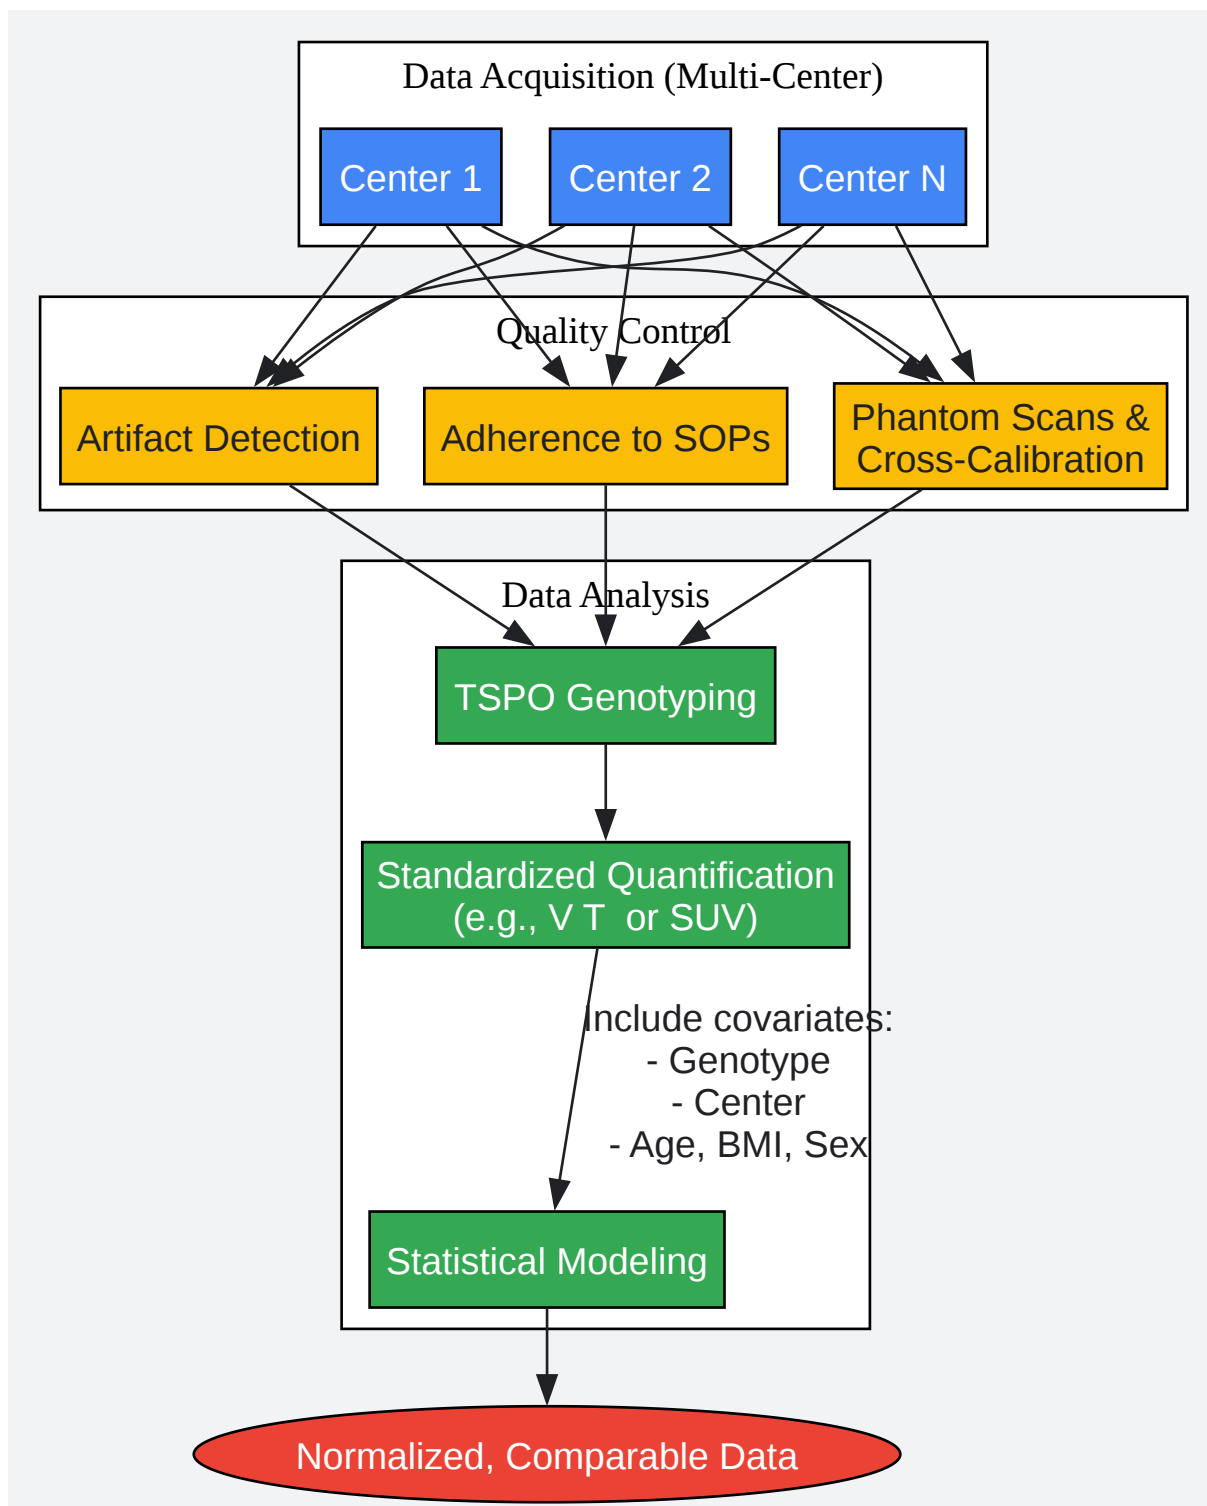 Data Acquisition (Multi-Center)
Center 1
Center 2
Center N
Quality Control
Artifact Detection
Adherence to SOPs
Phantom Scans &
Cross-Calibration
Data Analysis
TSPO Genotyping
Standardized Quantification
(e.g., V T  or SUV)
Include covariates:
- Genotype
- Center
- Age, BMI, Sex
Statistical Modeling
Normalized, Comparable Data